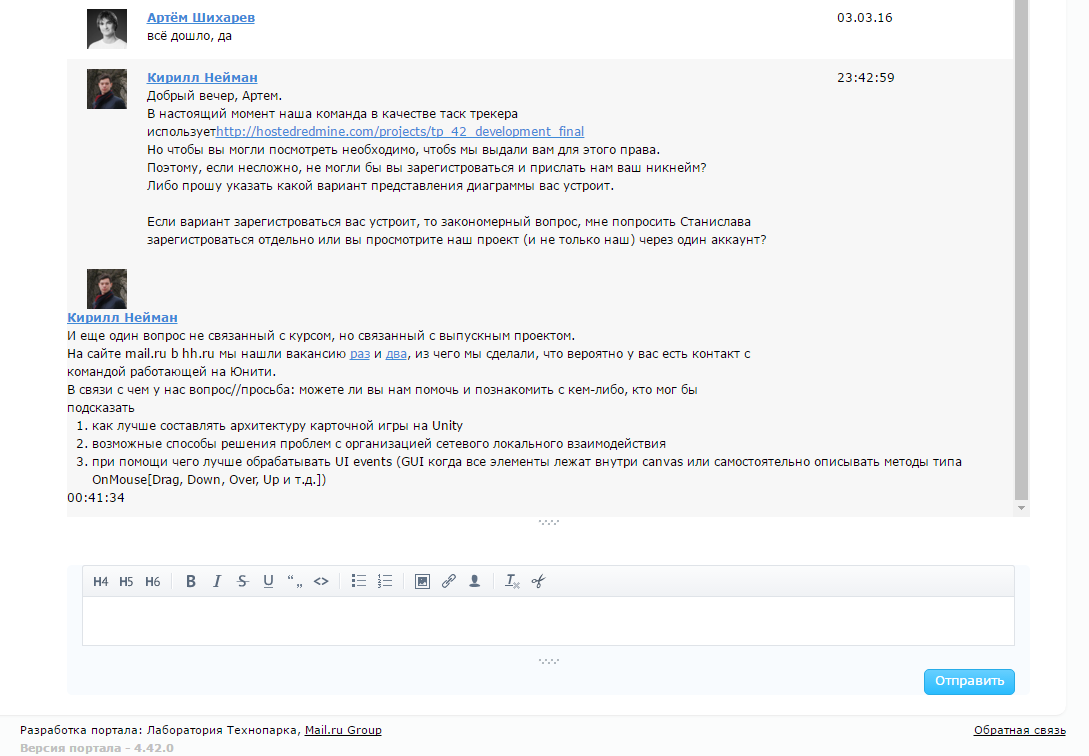 Артём Шихарев 03.03.16
всё дошло, да
Кирилл Нейман 23:42:59
Добрый вечер, Артем.
В настоящий момент наша команда в качестве таск трекера
используетhttp://hostedredmine.com/projects/tp_42_development_final
Но чтобы вы могли посмотреть необходимо, чтобs мы выдали вам для этого права.
Поэтому, если несложно, не могли бы вы зарегистроваться и прислать нам ваш никнейм?
Либо прошу указать какой вариант представления диаграммы вас устроит.
Если вариант зарегистроваться вас устроит, то закономерный вопрос, мне попросить Станислава
зарегистроваться отдельно или вы просмотрите наш проект (и не только наш) через один аккаунт?
Кирилл Нейман
И еще один вопрос не связанный с курсом, но связанный с выпускным проектом.
На сайте mail.ru b hh.ru мы нашли вакансию раз и два, из чего мы сделали, что вероятно у вас есть контакт с
командой работающей на Юнити.
В связи с чем у нас вопрос//просьба: можете ли вы нам помочь и познакомить с кем-либо, кто мог бы
подсказать
1. как лучше составлять архитектуру карточной игры на Unity
2. возможные способы решения проблем с организацией сетевого локального взаимодействия
3. при помощи чего лучше обрабатывать UI events (GUI когда все элементы лежат внутри canvas или самостоятельно описывать методы типа
OnMouse[Drag, Down, Over, Up и т.д.])
00:41:34
H4 H5 H6 B I S U “„ <>
Отправить
Разработка портала: Лаборатория Технопарка, Mail.ru Group Обратная связь
Версия портала - 4.42.0